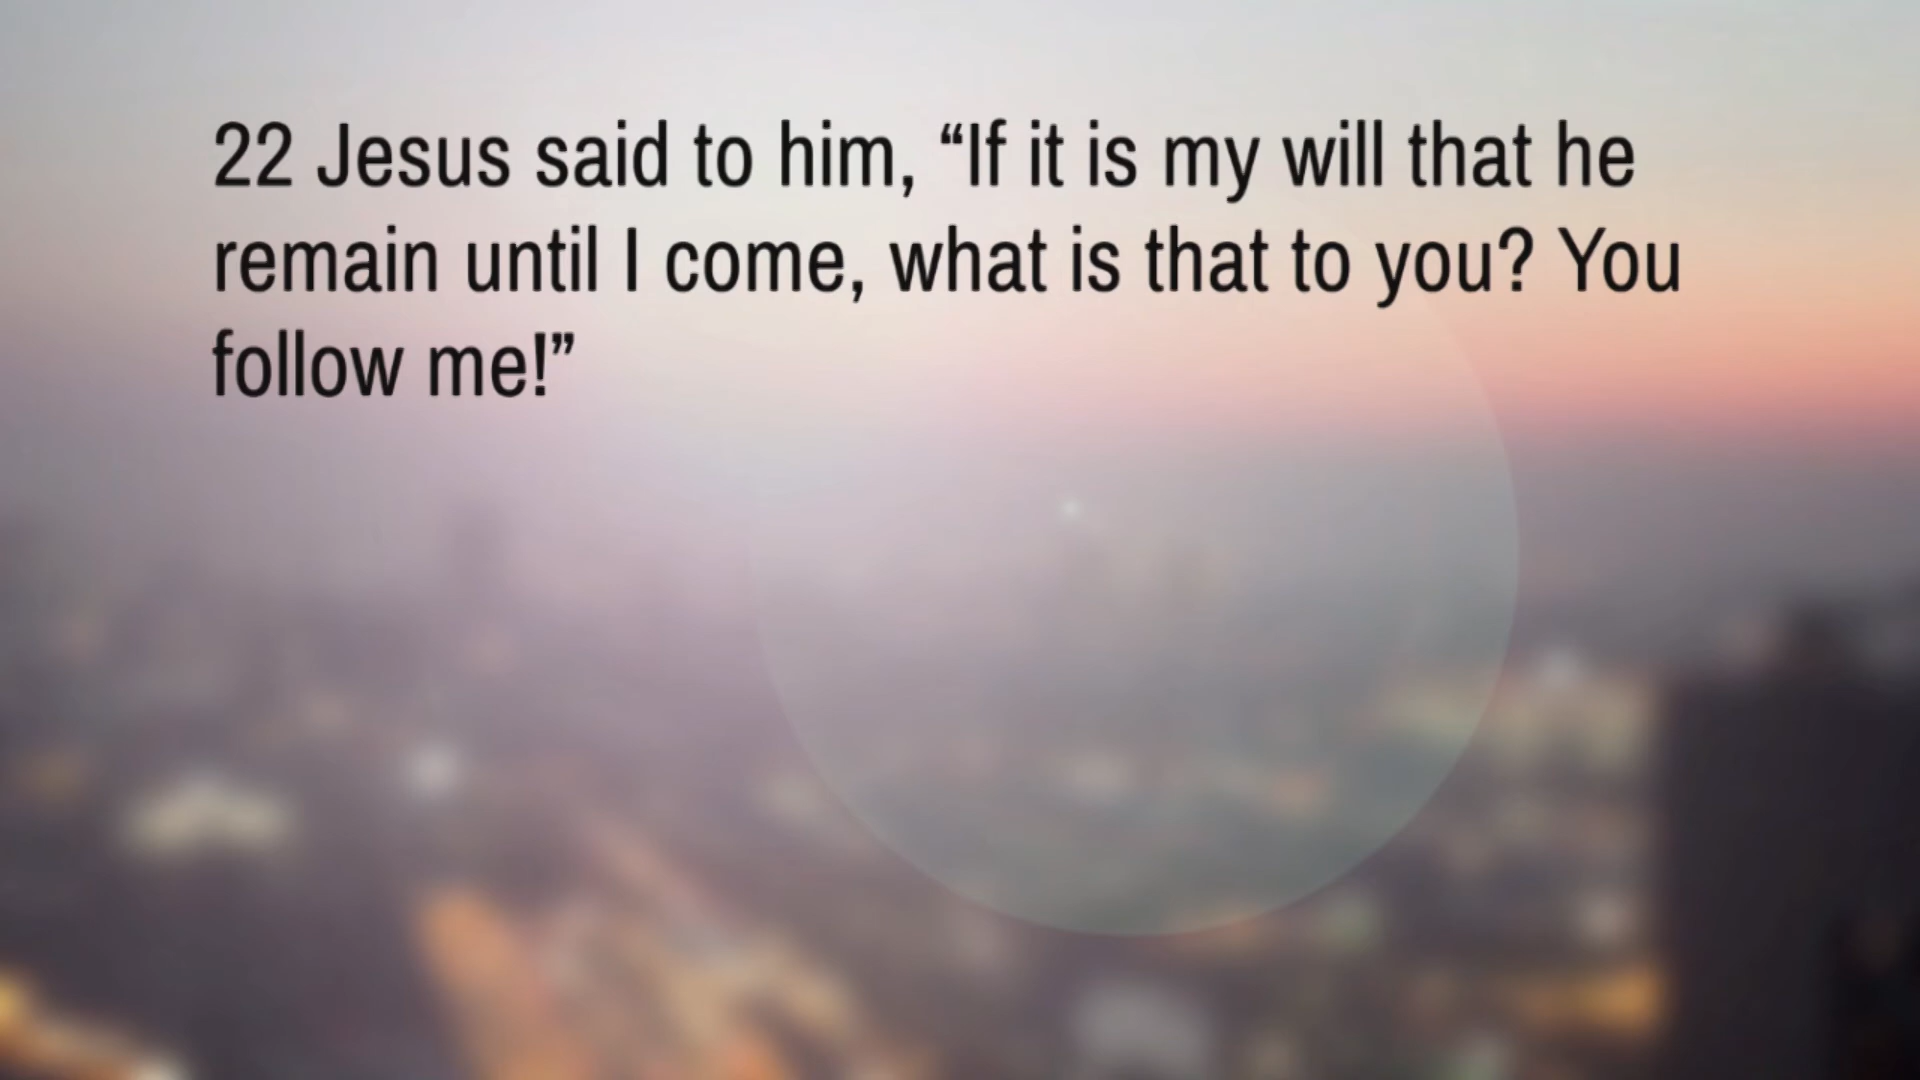 22 Jesus said to him, “If it is my will that he
remain until I come, what is that to you? You
follow me!”